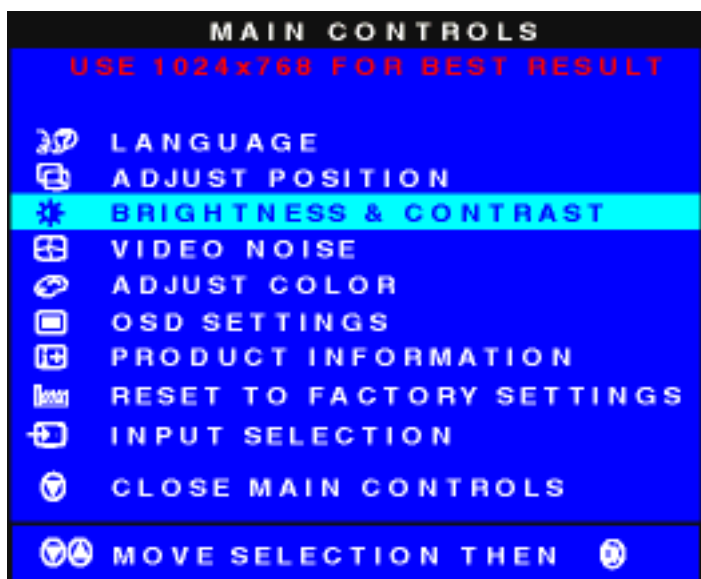 MAIN CONTROLS
USE 1024x768 FOR BEST RESULT
LANGUAGE
ADJUST POSITION
BRIGHTNESS & CONTRAST
VIDEO NOISE
ADJUST COLOR
OSD SETTINGS
PRODUCT INFORMATION
RESET TO FACTORY SETTINGS
INPUT SELECTION
CLOSE MAIN CONTROLS
MOVE SELECTION THEN